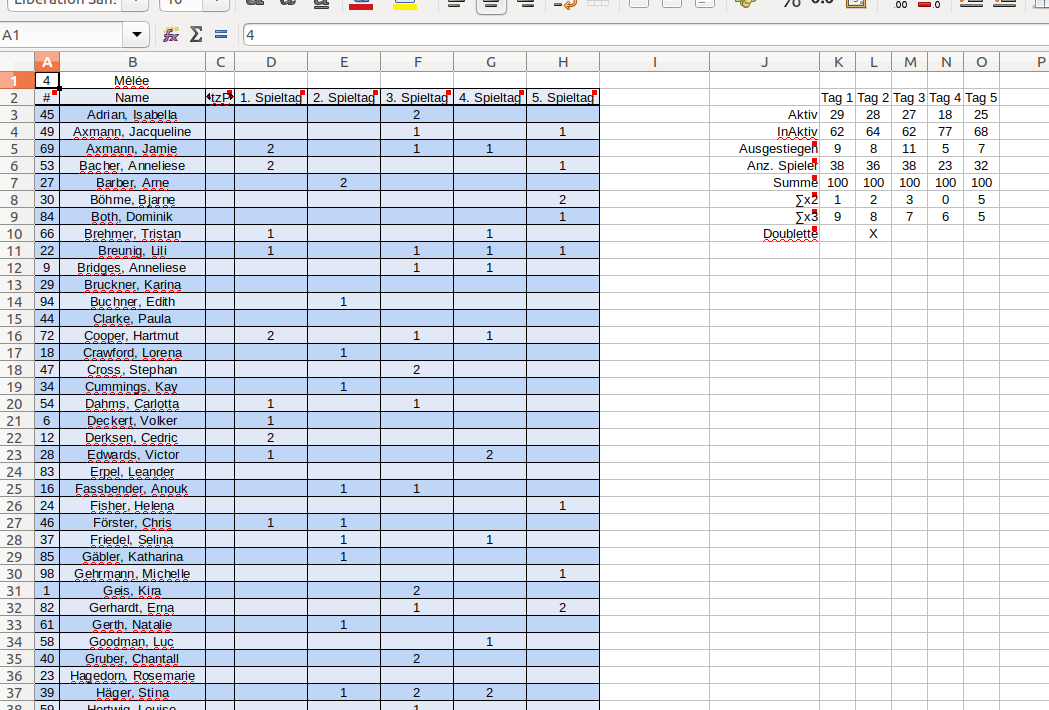 A1 4
A B C D E F G H I J K L M N O P
1 4 Mêlée
2 # Name 1. Spieltag 2. Spieltag 3. Spieltag 4. Spieltag 5. Spieltag Tag 1 Tag 2 Tag 3 Tag 4 Tag 5
3 45 Adrian, Isabella 2 Aktiv 29 28 27 18 25
4 49 Axmann, Jacqueline 1 1 InAktiv 62 64 62 77 68
5 69 Axmann, Jamie 2 1 1 Ausgestiegen 9 8 11 5 7
6 53 Bacher, Anneliese 2 1 Anz. Spieler 38 36 38 23 32
7 27 Barber, Arne 2 Summe 100 100 100 100 100
8 30 Böhme, Bjarne 2 ∑x2 1 2 3 0 5
9 84 Both, Dominik 1 ∑x3 9 8 7 6 5
10 66 Brehmer, Tristan 1 1 Doublette X
11 22 Breunig, Lili 1 1 1 1
12 9 Bridges, Anneliese 1 1
13 29 Bruckner, Karina
14 94 Buchner, Edith 1
15 44 Clarke, Paula
16 72 Cooper, Hartmut 2 1 1
17 18 Crawford, Lorena 1
18 47 Cross, Stephan 2
19 34 Cummings, Kay 1
20 54 Dahms, Carlotta 1 1
21 6 Deckert, Volker 1
22 12 Derksen, Cedric 2
23 28 Edwards, Victor 1 2
24 83 Erpel, Leander
25 16 Fassbender, Anouk 1 1
26 24 Fisher, Helena 1
27 46 Förster, Chris 1 1
28 37 Friedel, Selina 1 1
29 85 Gäbler, Katharina 1
30 98 Gehrmann, Michelle 1
31 1 Geis, Kira 2
32 82 Gerhardt, Erna 1 2
33 61 Gerth, Natalie 1
34 58 Goodman, Luc 1
35 40 Gruber, Chantall 2
36 23 Hagedorn, Rosemarie
37 39 Häger, Stina 1 2 2
38 59 Hertwig, Louise 1